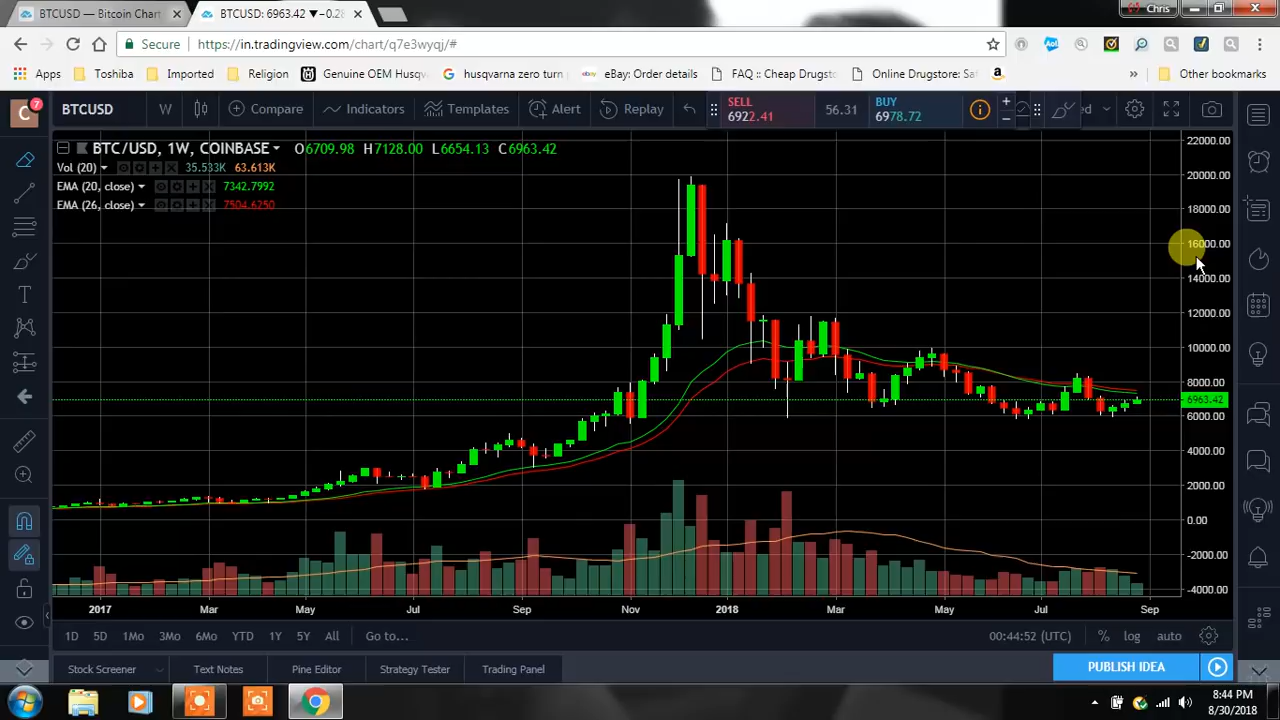 BTCUSD — Bitcoin Chart
BTCUSD: 6963.42 ▼−0.28
Chris
Secure
https://in.tradingview.com/chart/q7e3wyqj/#
Apps
Toshiba
Imported
Religion
Genuine OEM Husqv
husqvarna zero turn
eBay: Order details
FAQ :: Cheap Drugst
Online Drugstore: Sa
»
Other bookmarks
C 7
BTCUSD
W
Compare
Indicators
Templates
Alert
Replay
SELL
6922.41
56.31
BUY
6978.72
BTC/USD, 1W, COINBASE
O6709.98 H7128.00 L6654.13 C6963.42
Vol (20)
35.533K 63.613K
EMA (20, close)
7342.7992
EMA (26, close)
7504.6250
22000.00
20000.00
18000.00
16000.00
14000.00
12000.00
10000.00
8000.00
6963.42
6000.00
4000.00
2000.00
0.00
-2000.00
-4000.00
2017 Mar May Jul Sep Nov 2018 Mar May Jul Sep
1D 5D 1Mo 3Mo 6Mo YTD 1Y 5Y All Go to...
00:44:52 (UTC) % log auto
Stock Screener
Text Notes
Pine Editor
Strategy Tester
Trading Panel
PUBLISH IDEA
8:44 PM
8/30/2018